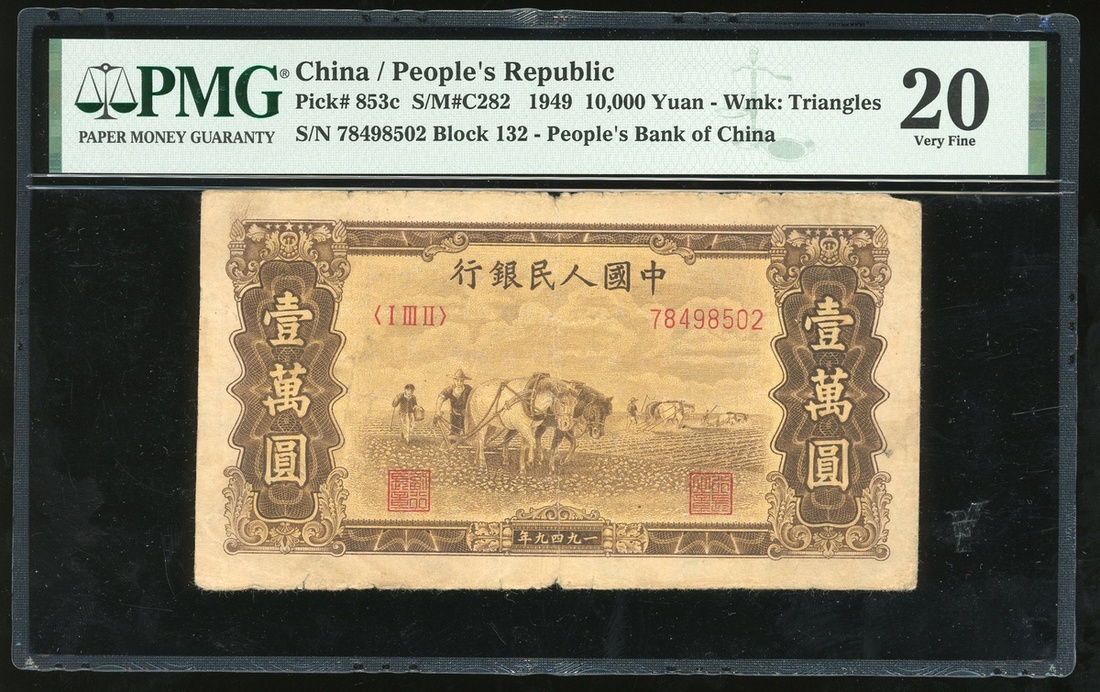 PMG®
PAPER MONEY GUARANTY
China / People's Republic
Pick# 853c S/M#C282 1949 10,000 Yuan - Wmk: Triangles
S/N 78498502 Block 132 - People's Bank of China
20
Very Fine
行銀民人國中
〈I III II〉
78498502
壹萬圓
壹萬圓
年九四九一